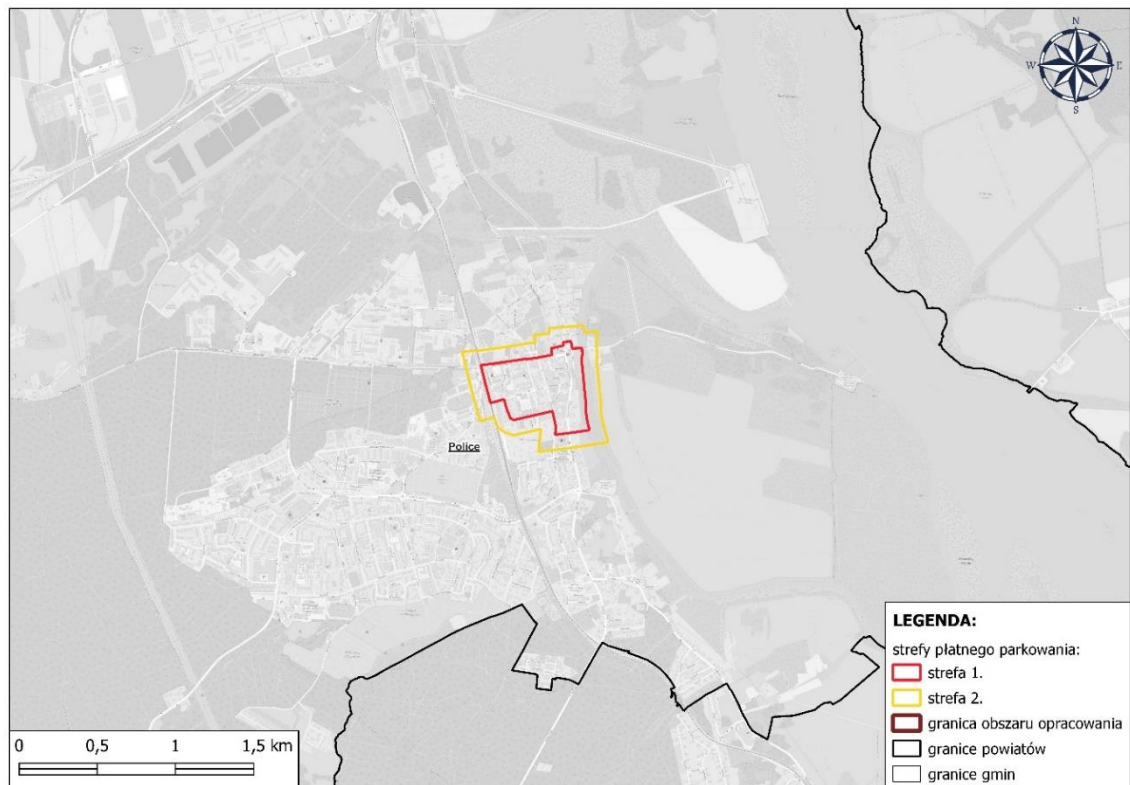 N
W E
S
Police
LEGENDA:
strefy płatnego parkowania:
strefa 1.
strefa 2.
granica obszaru opracowania
granice powiatów
granice gmin
0 0,5 1 1,5 km